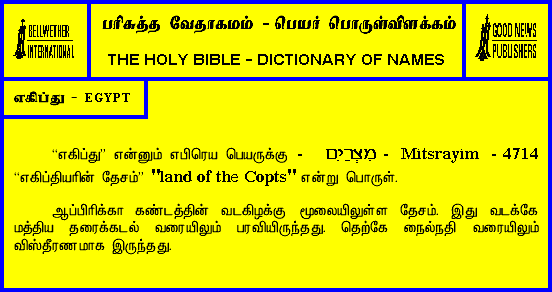 BELLWETHER
INTERNATIONAL
பரிசுத்த வேதாகமம் - பெயர் பொருள்விளக்கம்
THE HOLY BIBLE - DICTIONARY OF NAMES
GOOD NEWS
PUBLISHERS
எகிப்து - EGYPT
“எகிப்து” என்னும் எபிரெய பெயருக்கு - מִצְרַיִם - Mitsrayim - 4714
“எகிப்தியரின் தேசம்” "land of the Copts" என்று பொருள்.
ஆப்பிரிக்கா கண்டத்தின் வடகிழக்கு மூலையிலுள்ள தேசம். இது வடக்கே
மத்திய தரைக்கடல் வரையிலும் பரவியிருந்தது. தெற்கே நைல்நதி வரையிலும்
விஸ்தீரணமாக இருந்தது.